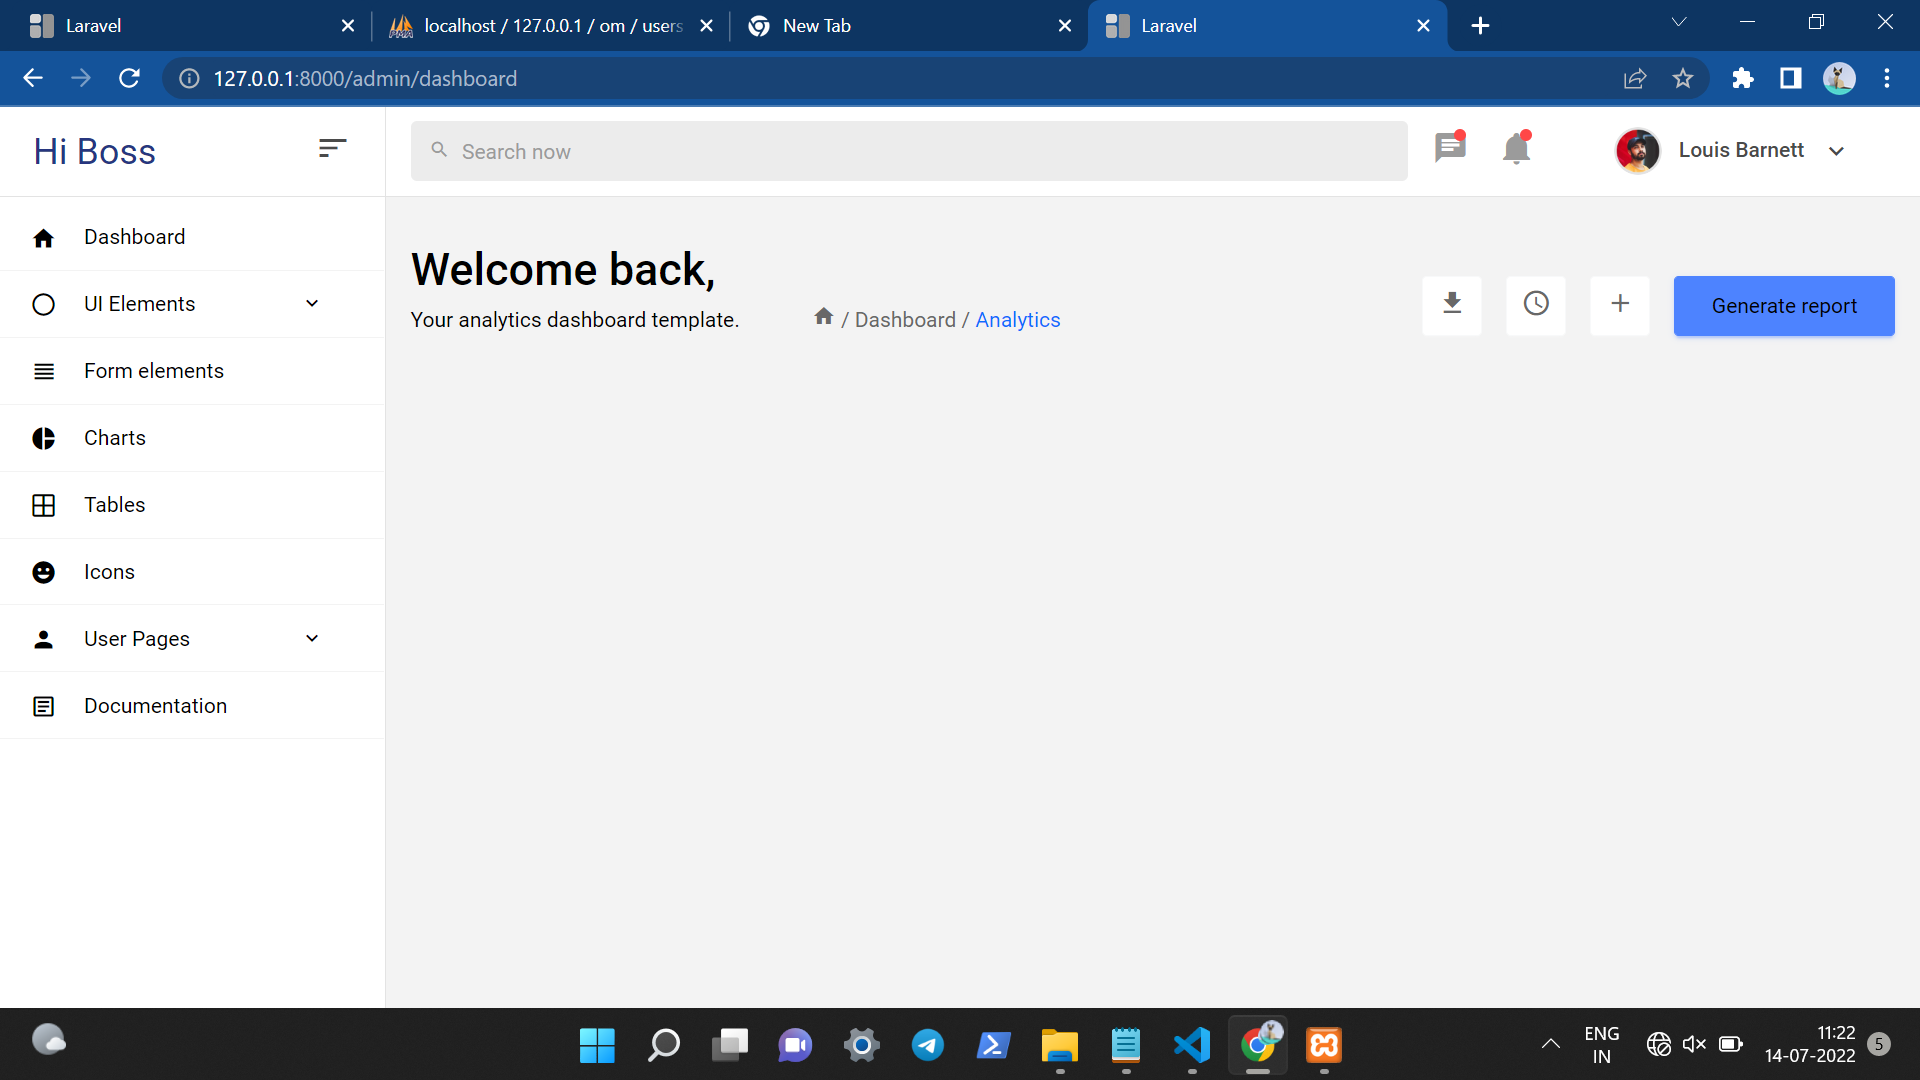 Laravel
localhost / 127.0.0.1 / om / users
New Tab
Laravel
127.0.0.1:8000/admin/dashboard
Hi Boss
Search now
Louis Barnett
Dashboard
UI Elements
Form elements
Charts
Tables
Icons
User Pages
Documentation
Welcome back,
Your analytics dashboard template.
/ Dashboard / Analytics
Generate report
ENG
IN
11:22
14-07-2022
5
PMA